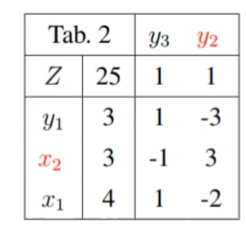 Tab. 2 y₃ y₂
Z 25 1 1
y₁ 3 1 -3
x₂ 3 -1 3
x₁ 4 1 -2